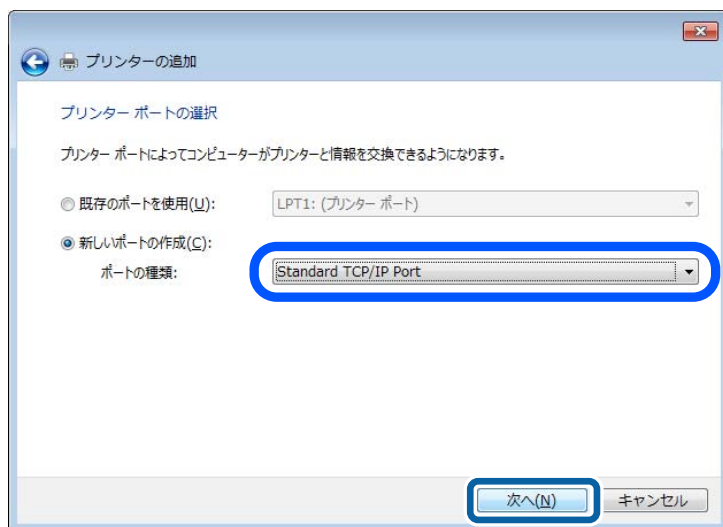 プリンターの追加
プリンター ポートの選択
プリンター ポートによってコンピューターがプリンターと情報を交換できるようになります。
既存のポートを使用(U): LPT1: (プリンター ポート)
新しいポートの作成(C):
ポートの種類: Standard TCP/IP Port
次へ(N) キャンセル